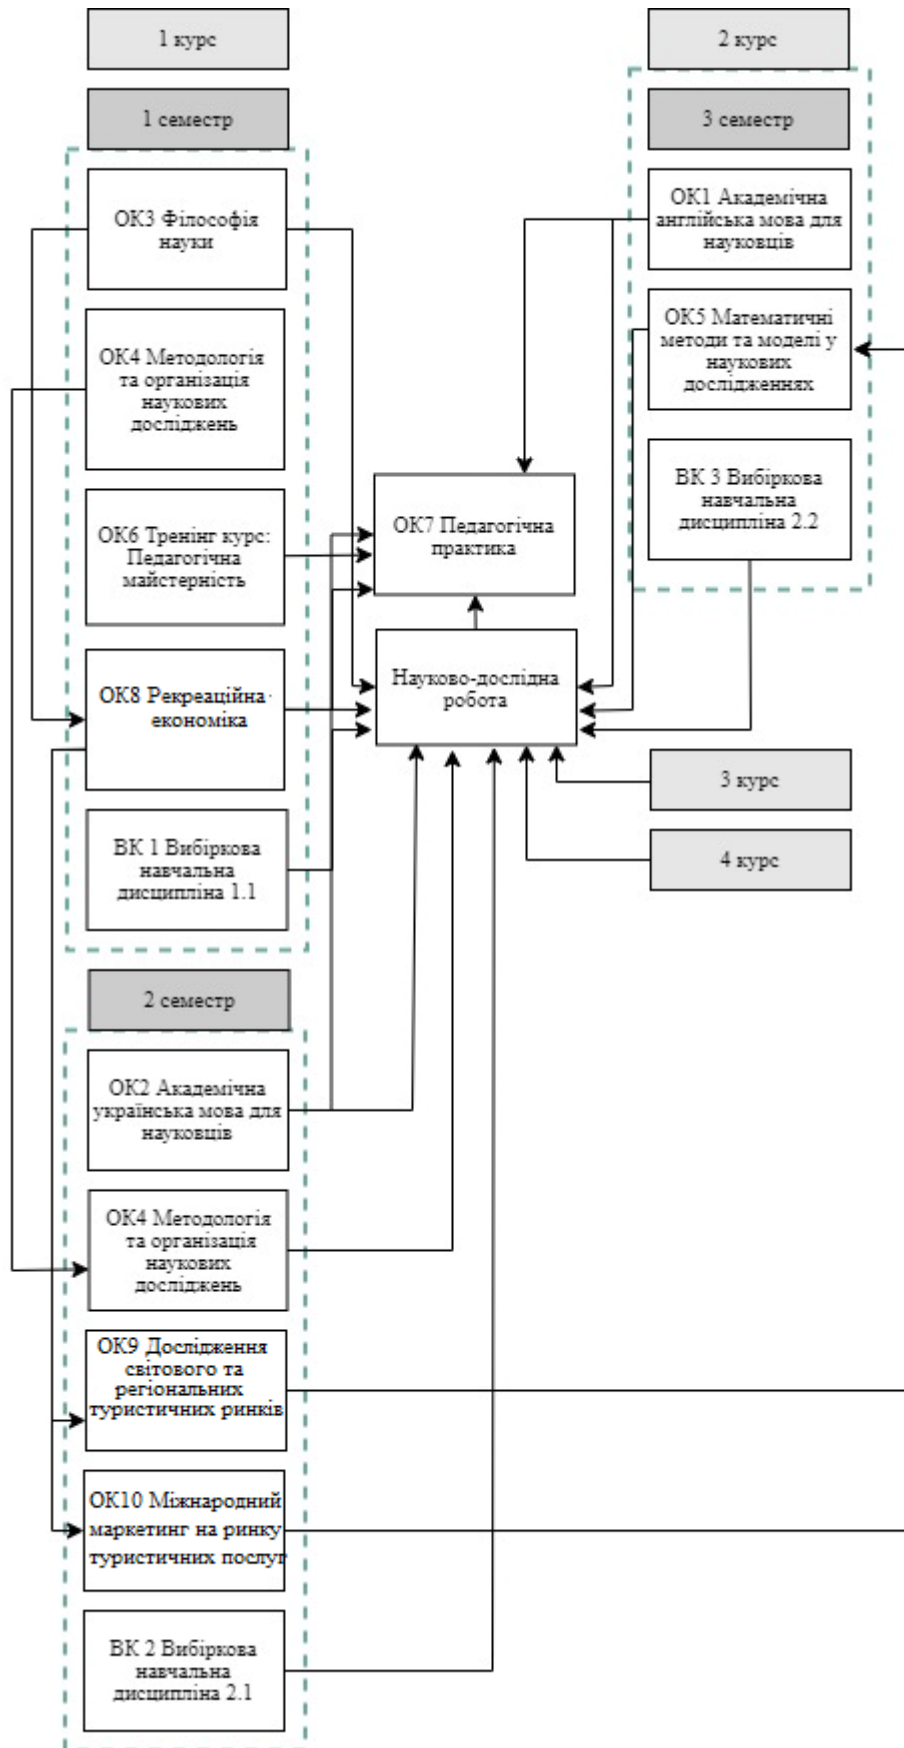 1 курс
1 семестр
ОК3 Філософія
науки
ОК4 Методологія
та організація
наукових
досліджень
ОК6 Тренінг курс:
Педагогічна
майстерність
ОК8 Рекреаційна
економіка
ВК 1 Вибіркова
навчальна
дисципліна 1.1
2 семестр
ОК2 Академічна
українська мова для
науковців
ОК4 Методологія
та організація
наукових
досліджень
ОК9 Дослідження
світового та
регіональних
туристичних ринків
ОК10 Міжнародний
маркетинг на ринку
туристичних послуг
ВК 2 Вибіркова
навчальна
дисципліна 2.1
ОК7 Педагогічна
практика
Науково-дослідна
робота
2 курс
3 семестр
ОК1 Академічна
англійська мова для
науковців
ОК5 Математичні
методи та моделі у
наукових
дослідженнях
ВК 3 Вибіркова
навчальна
дисципліна 2.2
3 курс
4 курс